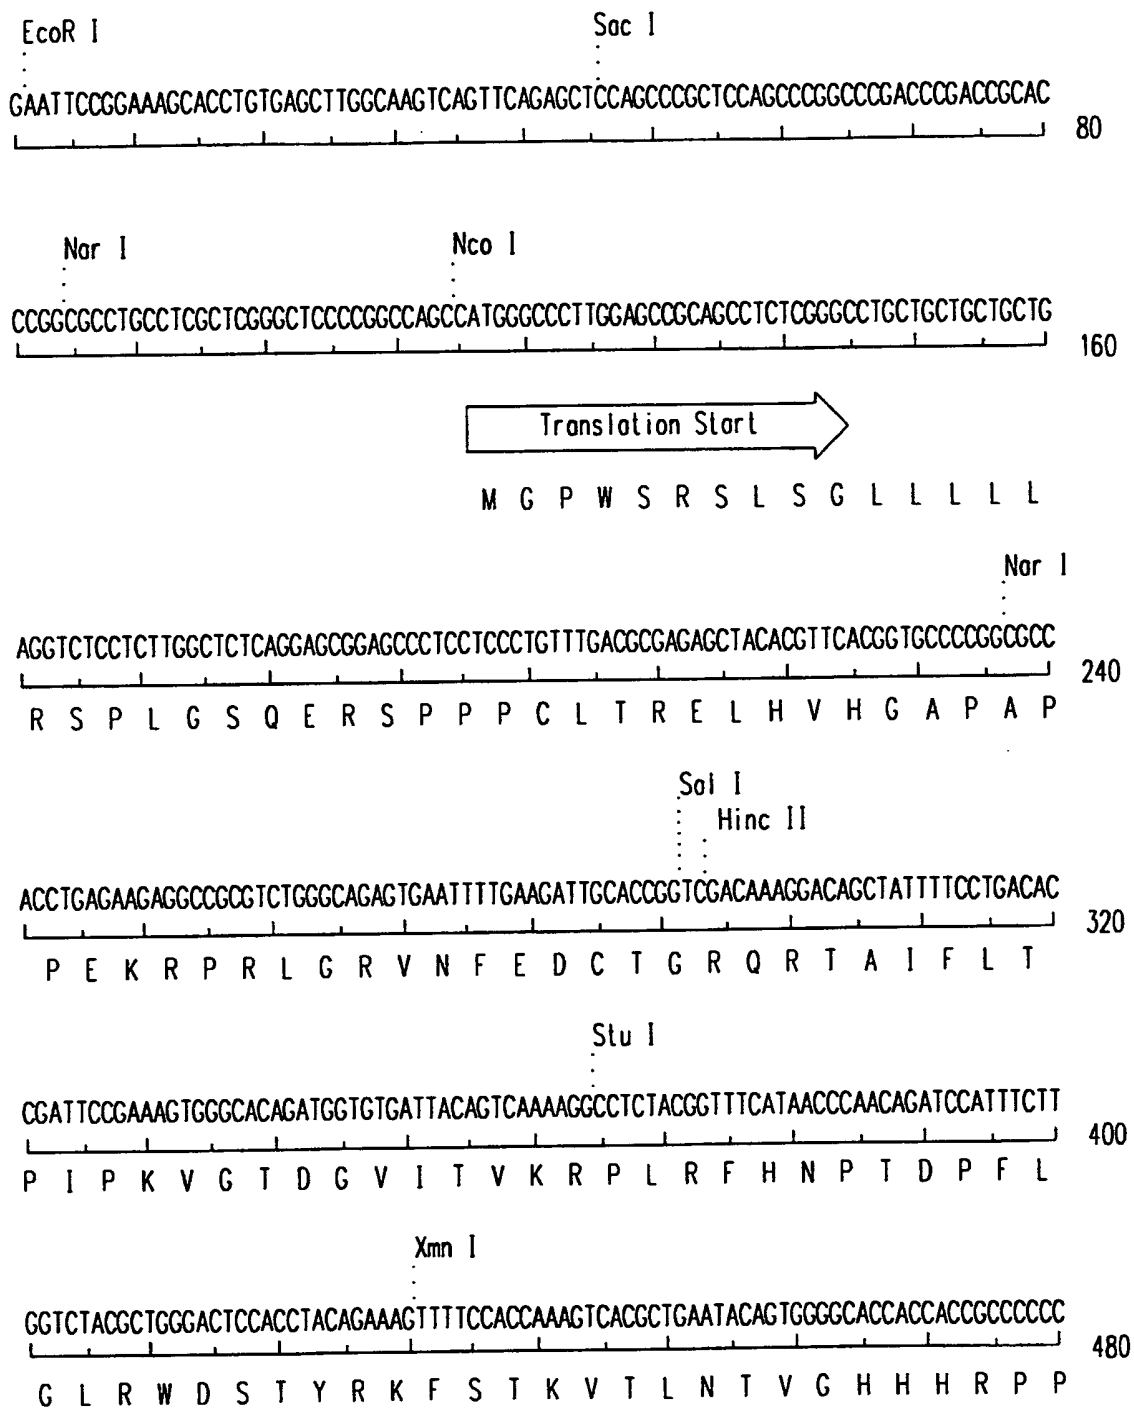 EcoR I
Sac I
GAATTCCGGAAAGCACCTGTGAGCTTGGCAAGTCAGTTCAGAGCTCCAGCCCGCTCCAGCCCGGCCCGACCCGACCGCAC
80
Nar I
Nco I
CCGGCGCCTGCCTCGCTCGGGCTCCCCGGCCAGCCATGGGCCCTTGGAGCCGCAGCCTCTCGGGCCTGCTGCTGCTGCTG
160
Translation Start
M G P W S R S L S G L L L L L
Nar I
AGGTCTCCTCTTGGCTCTCAGGAGCGGAGCCCTCCTCCCTGTTTGACGCGAGAGCTACACGTTCACGGTGCCCCGGCGCC
240
R S P L G S Q E R S P P P C L T R E L H V H G A P A P
Sal I
Hinc II
ACCTGAGAAGAGGCCGCGTCTGGGCAGAGTGAATTTTGAAGATTGCACCGGTCGACAAAGGACAGCTATTTTCCTGACAC
320
P E K R P R L G R V N F E D C T G R Q R T A I F L T
Stu I
CGATTCCGAAAGTGGGCACAGATGGTGTGATTACAGTCAAAAGGCCTCTACGGTTTCATAACCCAACAGATCCATTTCTT
400
P I P K V G T D G V I T V K R P L R F H N P T D P F L
Xmn I
GGTCTACGCTGGGACTCCACCTACAGAAAGTTTTCCACCAAAGTCACGCTGAATACAGTGGGGCACCACCACCGCCCCCC
480
G L R W D S T Y R K F S T K V T L N T V G H H H R P P